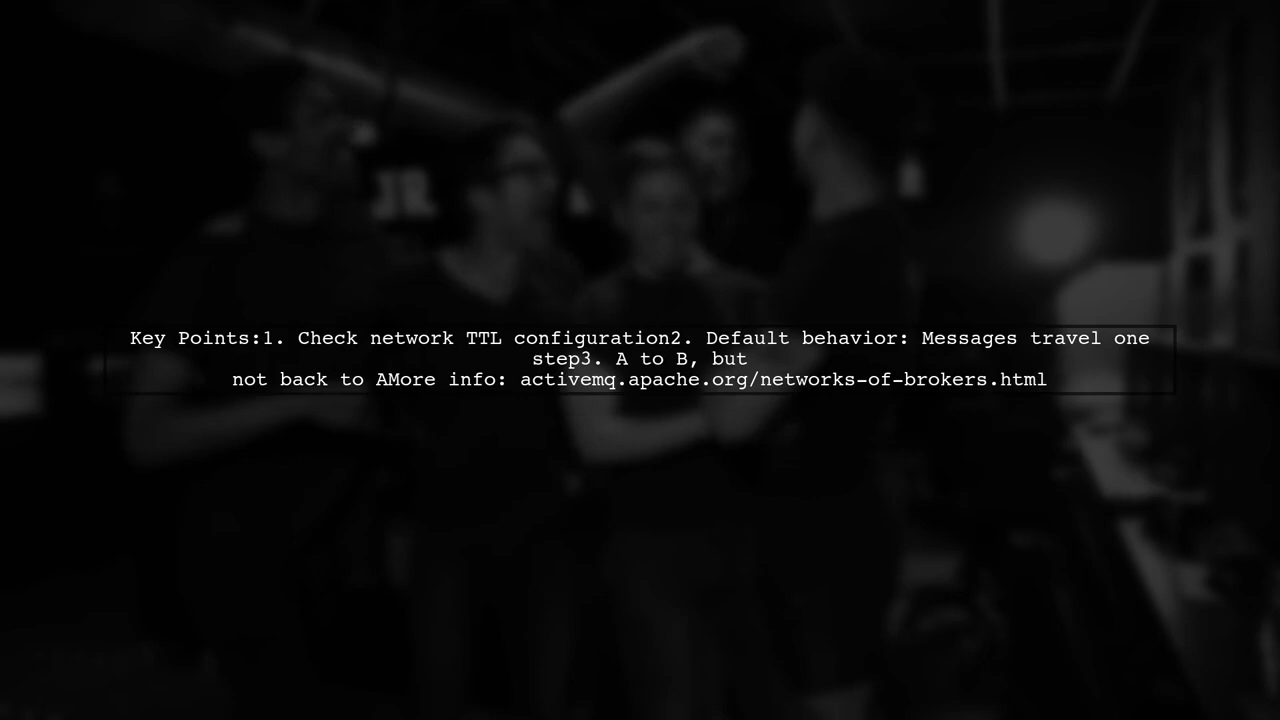 Key Points:1. Check network TTL configuration2. Default behavior: Messages travel one
step3. A to B, but
not back to AMore info: activemq.apache.org/networks-of-brokers.html